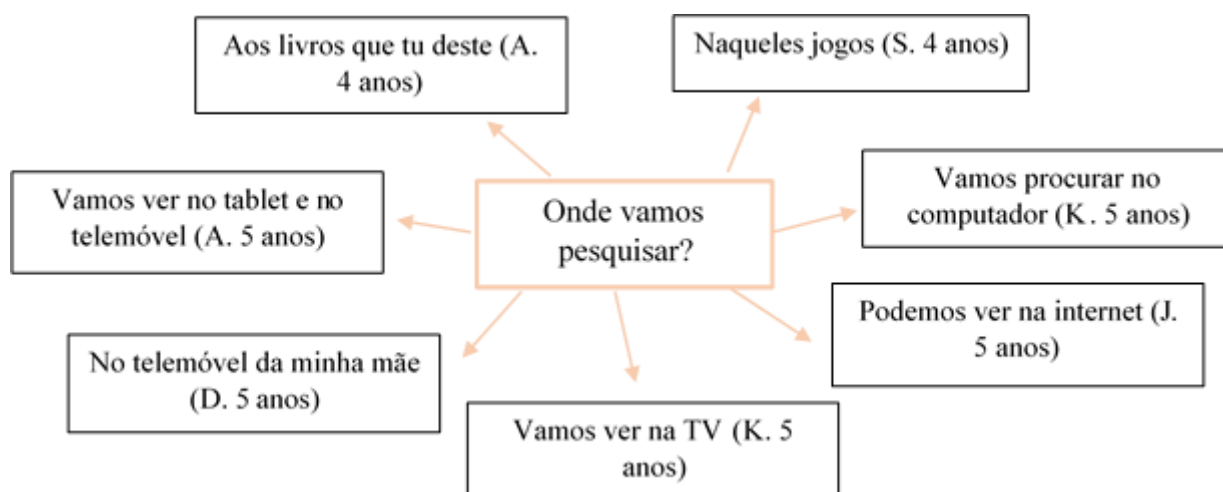 Aos livros que tu deste (A.
4 anos)
Naqueles jogos (S. 4 anos)
Vamos ver no tablet e no
telemóvel (A. 5 anos)
Onde vamos
pesquisar?
Vamos procurar no
computador (K. 5 anos)
No telemóvel da minha mãe
(D. 5 anos)
Vamos ver na TV (K. 5
anos)
Podemos ver na internet (J.
5 anos)